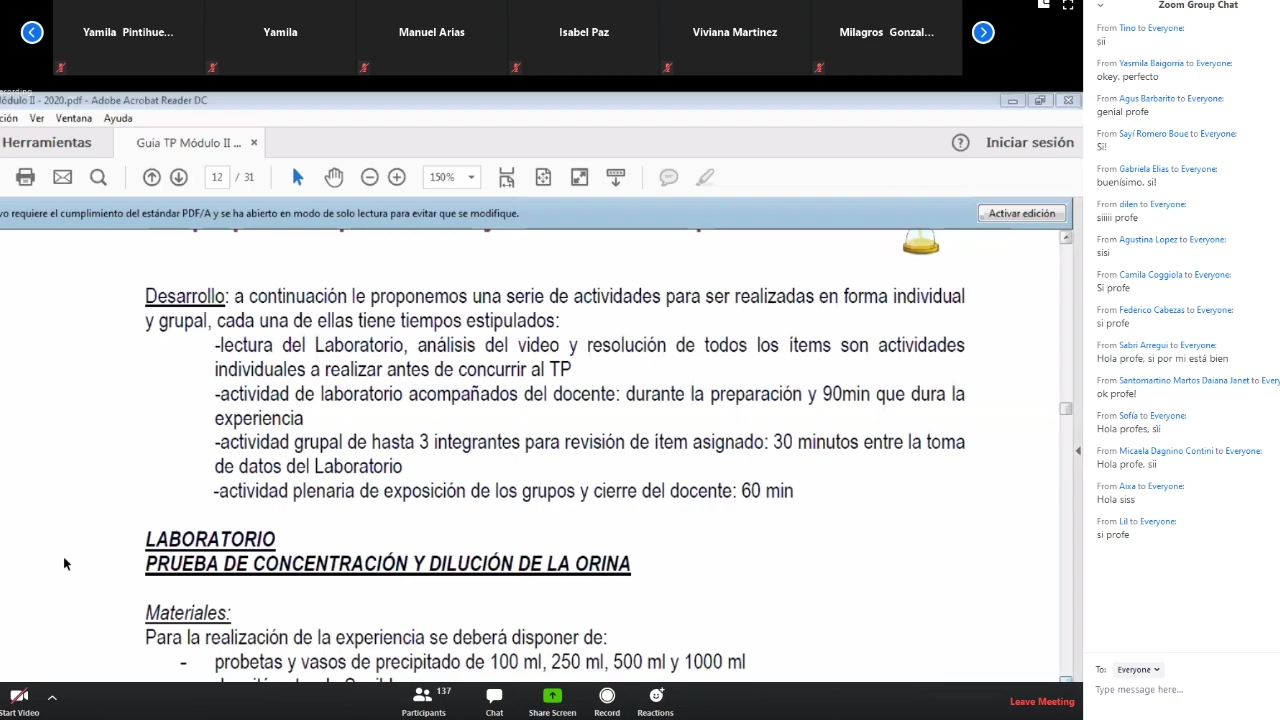 Yamila Pintihue...
Yamila
Manuel Arias
Isabel Paz
Viviana Martinez
Milagros Gonzal...
ecording
ódulo II - 2020.pdf - Adobe Acrobat Reader DC
ción Ver Ventana Ayuda
Herramientas
Guia TP Módulo II ... ×
Iniciar sesión
12 / 31
150%
vo requiere el cumplimiento del estándar PDF/A y se ha abierto en modo de solo lectura para evitar que se modifique.
Activar edición
Desarrollo: a continuación le proponemos una serie de actividades para ser realizadas en forma individual
y grupal, cada una de ellas tiene tiempos estipulados:
-lectura del Laboratorio, análisis del video y resolución de todos los ítems son actividades
individuales a realizar antes de concurrir al TP
-actividad de laboratorio acompañados del docente: durante la preparación y 90min que dura la
experiencia
-actividad grupal de hasta 3 integrantes para revisión de ítem asignado: 30 minutos entre la toma
de datos del Laboratorio
-actividad plenaria de exposición de los grupos y cierre del docente: 60 min
LABORATORIO
PRUEBA DE CONCENTRACIÓN Y DILUCIÓN DE LA ORINA
Materiales:
Para la realización de la experiencia se deberá disponer de:
- probetas y vasos de precipitado de 100 ml, 250 ml, 500 ml y 1000 ml
Start Video
Participants
137
Chat
Share Screen
Record
Reactions
Leave Meeting
Zoom Group Chat
From Tino to Everyone:
sii
From Yasmila Baigorria to Everyone:
okey. perfecto
From Agus Barbarito to Everyone:
genial profe
From Sayí Romero Boue to Everyone:
Si!
From Gabriela Elias to Everyone:
buenísimo. si!
From dilen to Everyone:
siiiii profe
From Agustina Lopez to Everyone:
sisi
From Camila Coggiola to Everyone:
Si profe
From Federico Cabezas to Everyone:
si profe
From Sabri Arregui to Everyone:
Hola profe, si por mi está bien
From Santomartino Martos Daiana Janet to Every
ok profe!
From Sofía to Everyone:
Hola profes, sii
From Micaela Dagnino Contini to Everyone:
Hola profe, sii
From Aixa to Everyone:
Hola siss
From Lil to Everyone:
si profe
To: Everyone
Type message here...